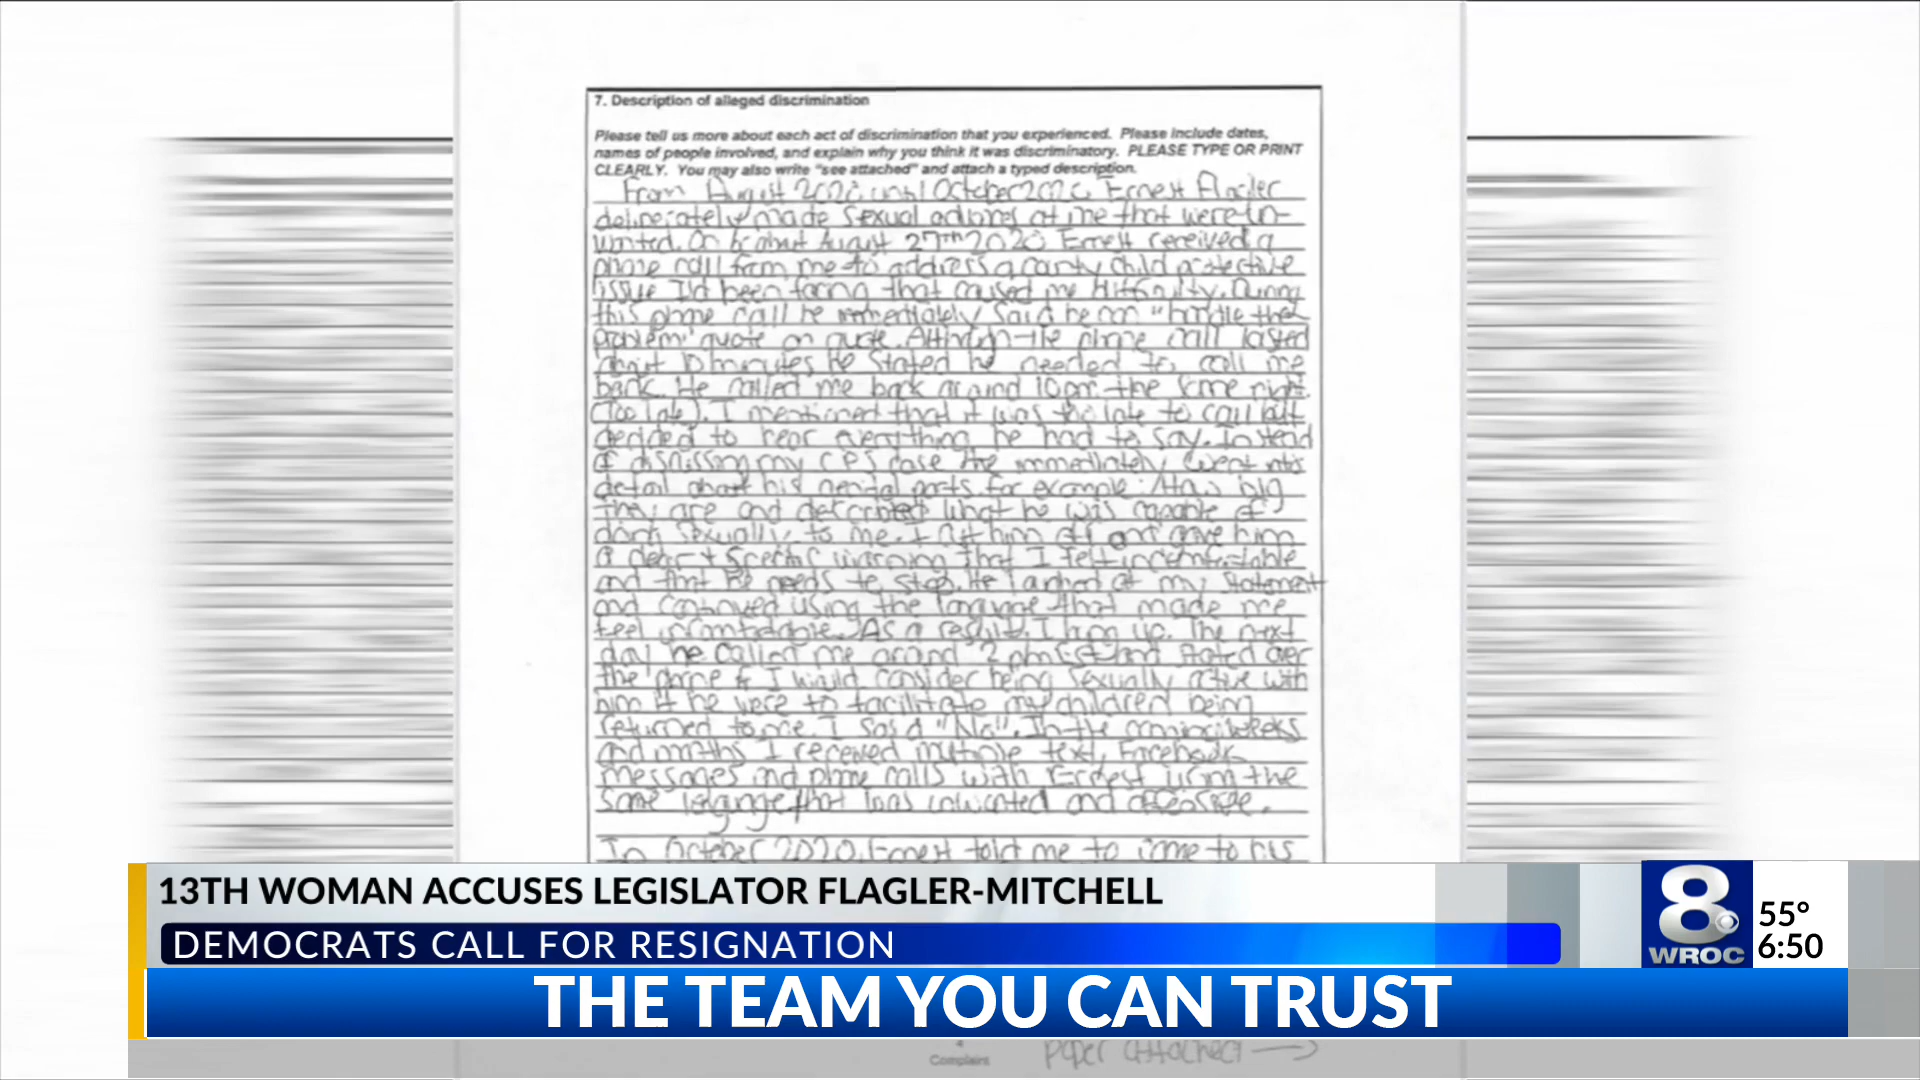 7. Description of alleged discrimination
Please tell us more about each act of discrimination that you experienced. Please include dates,
names of people involved, and explain why you think it was discriminatory. PLEASE TYPE OR PRINT
CLEARLY. You may also write "see attached" and attach a typed description.
From August 2020 until October 2020 Ernest Flagler
deliberately made sexual advances at me that were un-
wanted. On or about August 27th 2020 Ernest received a
phone call from me to address a county child protective
issue I'd been facing that caused me difficulty. During
this phone call he immediately said he can "handle the
problem" quote on quote. Although the phone call lasted
about 10 minutes he stated he needed to call me
back. He called me back around 10pm the same night.
(Too late). I mentioned that it was too late to call but
decided to hear everything he had to say. Instead
of dismissing my CPS case he immediately went into
detail about his genital parts. For example: How big
they are and described what he was capable of
doing sexually to me. I cut him off and gave him
a clear + specific warning that I felt uncomfortable
and that he needs to stop. He laughed at my statement
and continued using the language that made me
feel uncomfortable. As a result, I hung up. The next
day he called me around 2 pm EST and stated over
the phone if I would consider being sexually active with
him if he were to facilitate my children being
returned to me. I said "No". In the coming weeks
and months I received multiple text, Facebook
messages and phone calls with Ernest using the
same language that was unwanted and offensive.
In October 2020, Ernest told me to come to his
13TH WOMAN ACCUSES LEGISLATOR FLAGLER-MITCHELL
DEMOCRATS CALL FOR RESIGNATION
8
WROC
55°
6:50
THE TEAM YOU CAN TRUST
4
Complaint
paper attached